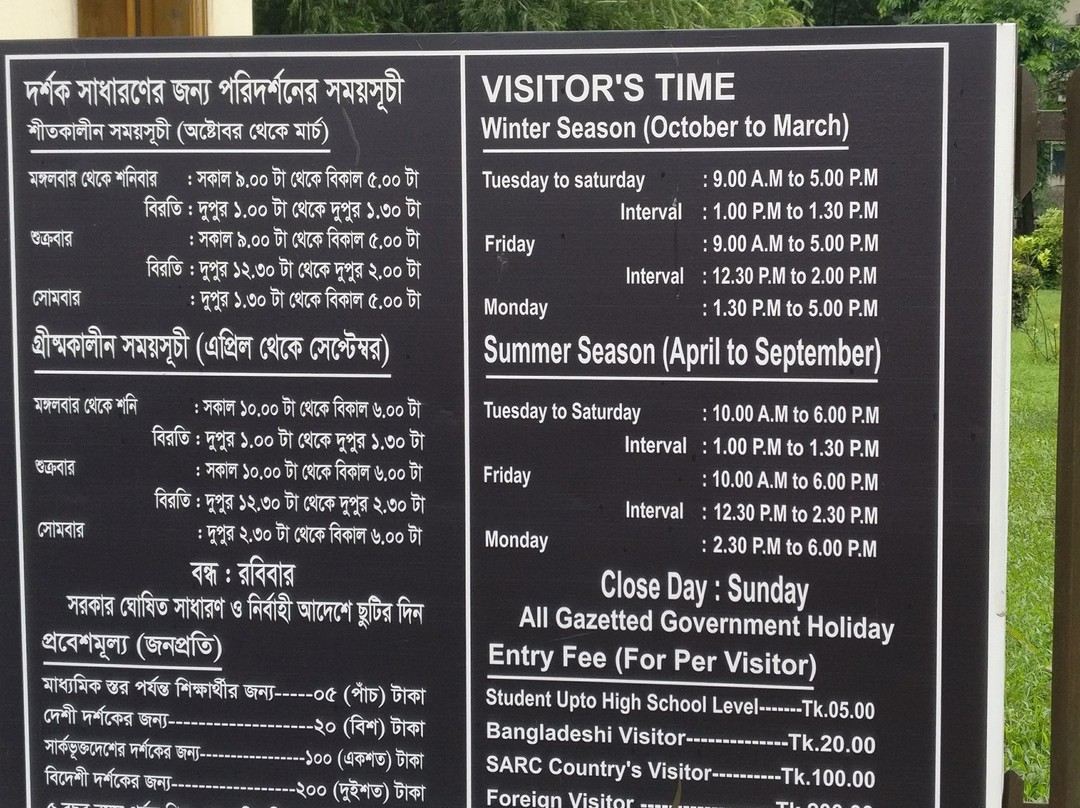 দর্শক সাধারণের জন্য পরিদর্শনের সময়সূচী
শীতকালীন সময়সূচী (অক্টোবর থেকে মার্চ)
মঙ্গলবার থেকে শনিবার : সকাল ৯.০০ টা থেকে বিকাল ৫.০০ টা
বিরতি : দুপুর ১.০০ টা থেকে দুপুর ১.৩০ টা
শুক্রবার : সকাল ৯.০০ টা থেকে বিকাল ৫.০০ টা
বিরতি : দুপুর ১২.৩০ টা থেকে দুপুর ২.০০ টা
সোমবার : দুপুর ১.৩০ টা থেকে বিকাল ৫.০০ টা
গ্রীষ্মকালীন সময়সূচী (এপ্রিল থেকে সেপ্টেম্বর)
মঙ্গলবার থেকে শনি : সকাল ১০.০০ টা থেকে বিকাল ৬.০০ টা
বিরতি : দুপুর ১.০০ টা থেকে দুপুর ১.৩০ টা
শুক্রবার : সকাল ১০.০০ টা থেকে বিকাল ৬.০০ টা
বিরতি : দুপুর ১২.৩০ টা থেকে দুপুর ২.৩০ টা
সোমবার : দুপুর ২.৩০ টা থেকে বিকাল ৬.০০ টা
বন্ধ : রবিবার
সরকার ঘোষিত সাধারণ ও নির্বাহী আদেশে ছুটির দিন
প্রবেশমূল্য (জনপ্রতি)
মাধ্যমিক স্তর পর্যন্ত শিক্ষার্থীর জন্য-----০৫ (পাঁচ) টাকা
দেশী দর্শকের জন্য------------------২০ (বিশ) টাকা
সার্কভূক্তদেশের দর্শকের জন্য-----------------১০০ (একশত) টাকা
বিদেশী দর্শকের জন্য---------------২০০ (দুইশত) টাকা
VISITOR'S TIME
Winter Season (October to March)
Tuesday to saturday : 9.00 A.M to 5.00 P.M
Interval : 1.00 P.M to 1.30 P.M
Friday : 9.00 A.M to 5.00 P.M
Interval : 12.30 P.M to 2.00 P.M
Monday : 1.30 P.M to 5.00 P.M
Summer Season (April to September)
Tuesday to Saturday : 10.00 A.M to 6.00 P.M
Interval : 1.00 P.M to 1.30 P.M
Friday : 10.00 A.M to 6.00 P.M
Interval : 12.30 P.M to 2.30 P.M
Monday : 2.30 P.M to 6.00 P.M
Close Day : Sunday
All Gazetted Government Holiday
Entry Fee (For Per Visitor)
Student Upto High School Level-------Tk.05.00
Bangladeshi Visitor--------------Tk.20.00
SARC Country's Visitor----------Tk.100.00
Foreign Visitor